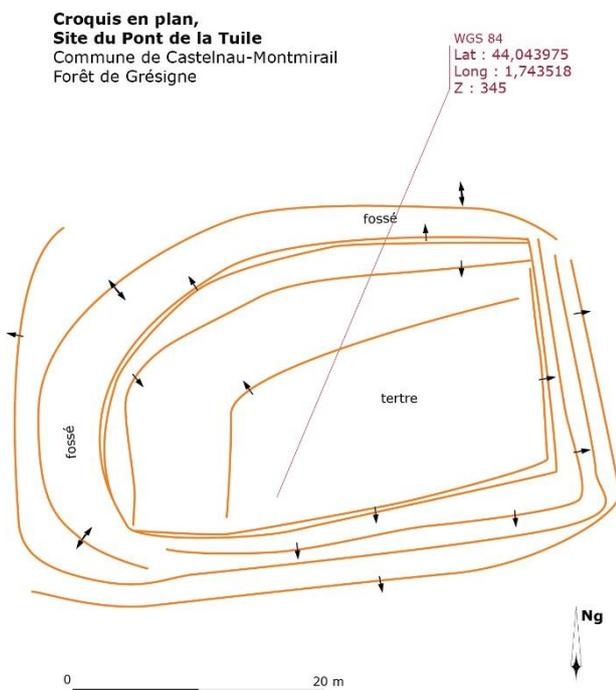 Croquis en plan,
Site du Pont de la Tuile
Commune de Castelnau-Montmirail
Forêt de Grésigne
WGS 84
Lat : 44,043975
Long : 1,743518
Z : 345
fossé
tertre
fossé
Ng
0 20 m